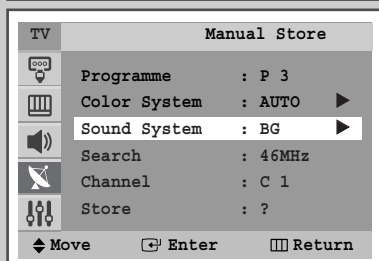 TV Manual Store
Programme : P 3
Color System : AUTO
Sound System : BG
Search : 46MHz
Channel : C 1
Store : ?
Move Enter Return